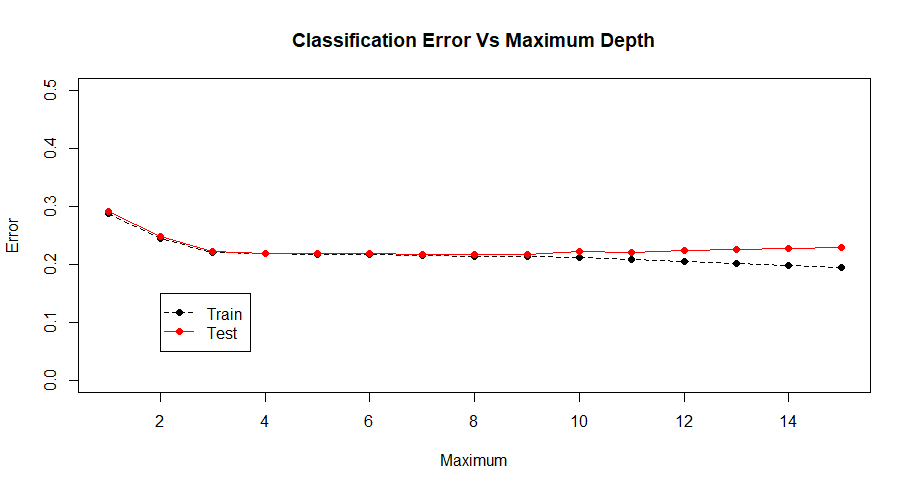 Classification Error Vs Maximum Depth
Error
0.5
0.4
0.3
0.2
0.1
0.0
Train
Test
2 4 6 8 10 12 14
Maximum